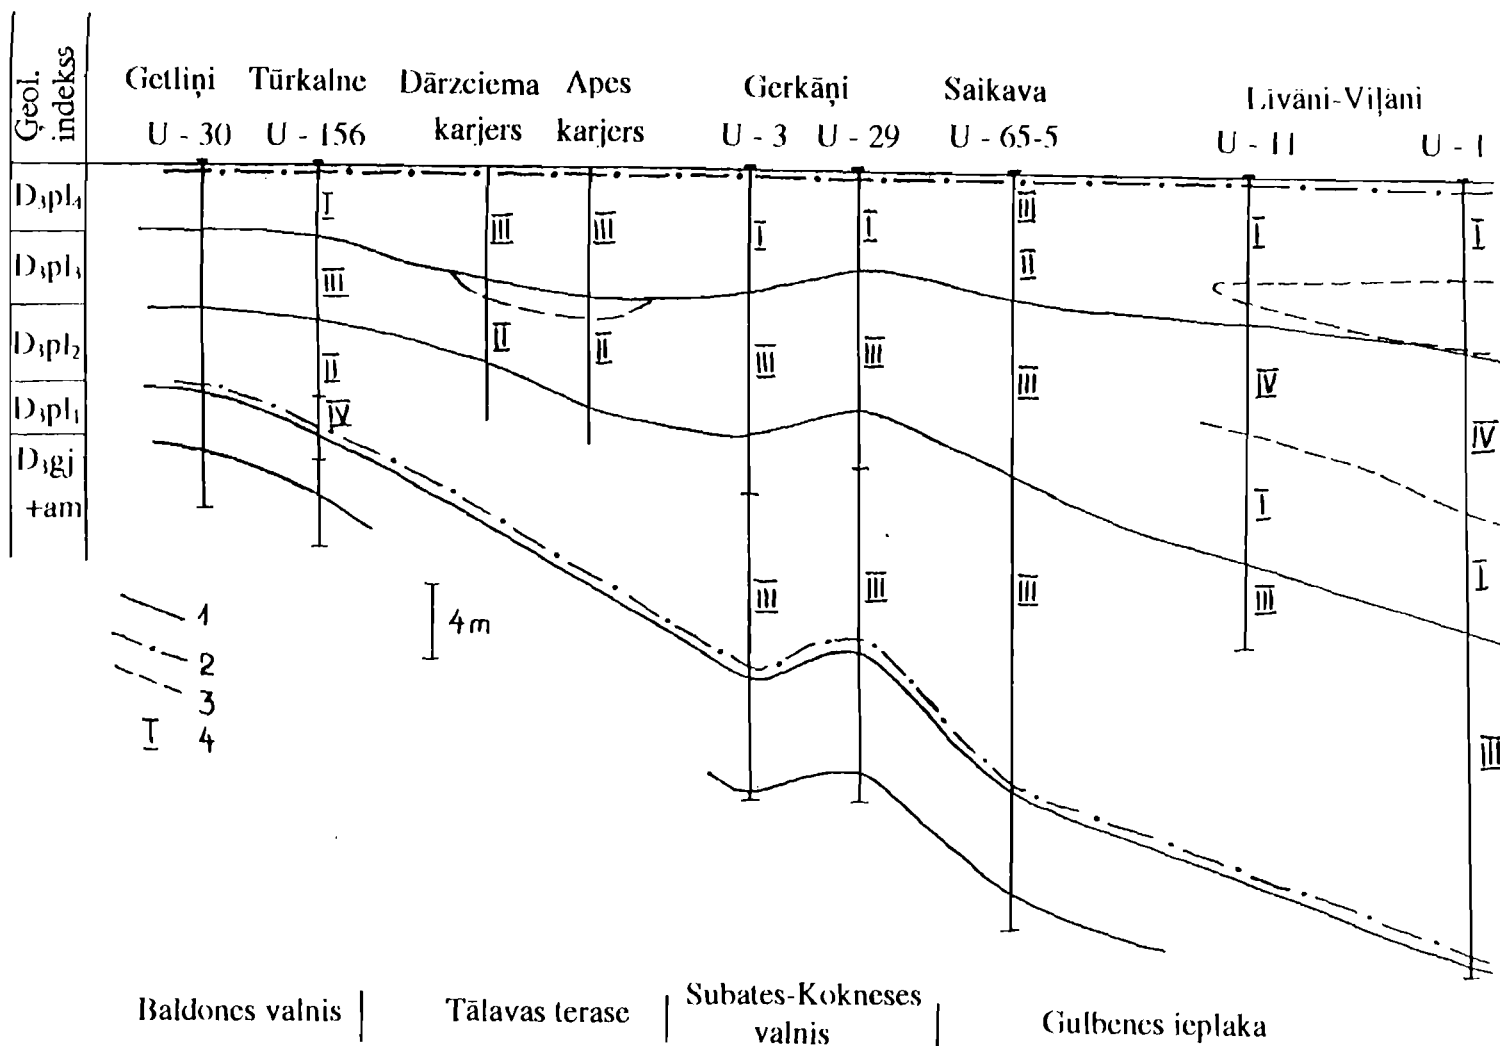 Ģeol.
indekss
Getliņi Tūrkalne Dārzciema Apes Gerkāņi Saikava Līvāni-Viļāni
U - 30 U - 156 karjers karjers U - 3 U - 29 U - 65-5 U - 11 U - 1
D₃pl₄
D₃pl₃
D₃pl₂
D₃pl₁
D₃gj
+am
I
III
II
IV
III
II
III
II
I
III
III
I
III
III
III
II
III
III
I
IV
I
III
I
IV
I
III
1
2
3
I 4
4m
Baldones valnis
Tālavas terase
Subates-Kokneses
valnis
Gulbenes ieplaka